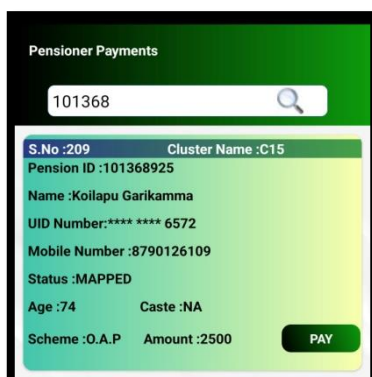 Pensioner Payments
101368
S.No :209 Cluster Name :C15
Pension ID :101368925
Name :Koilapu Garikamma
UID Number:**** **** 6572
Mobile Number :8790126109
Status :MAPPED
Age :74 Caste :NA
Scheme :O.A.P Amount :2500 PAY